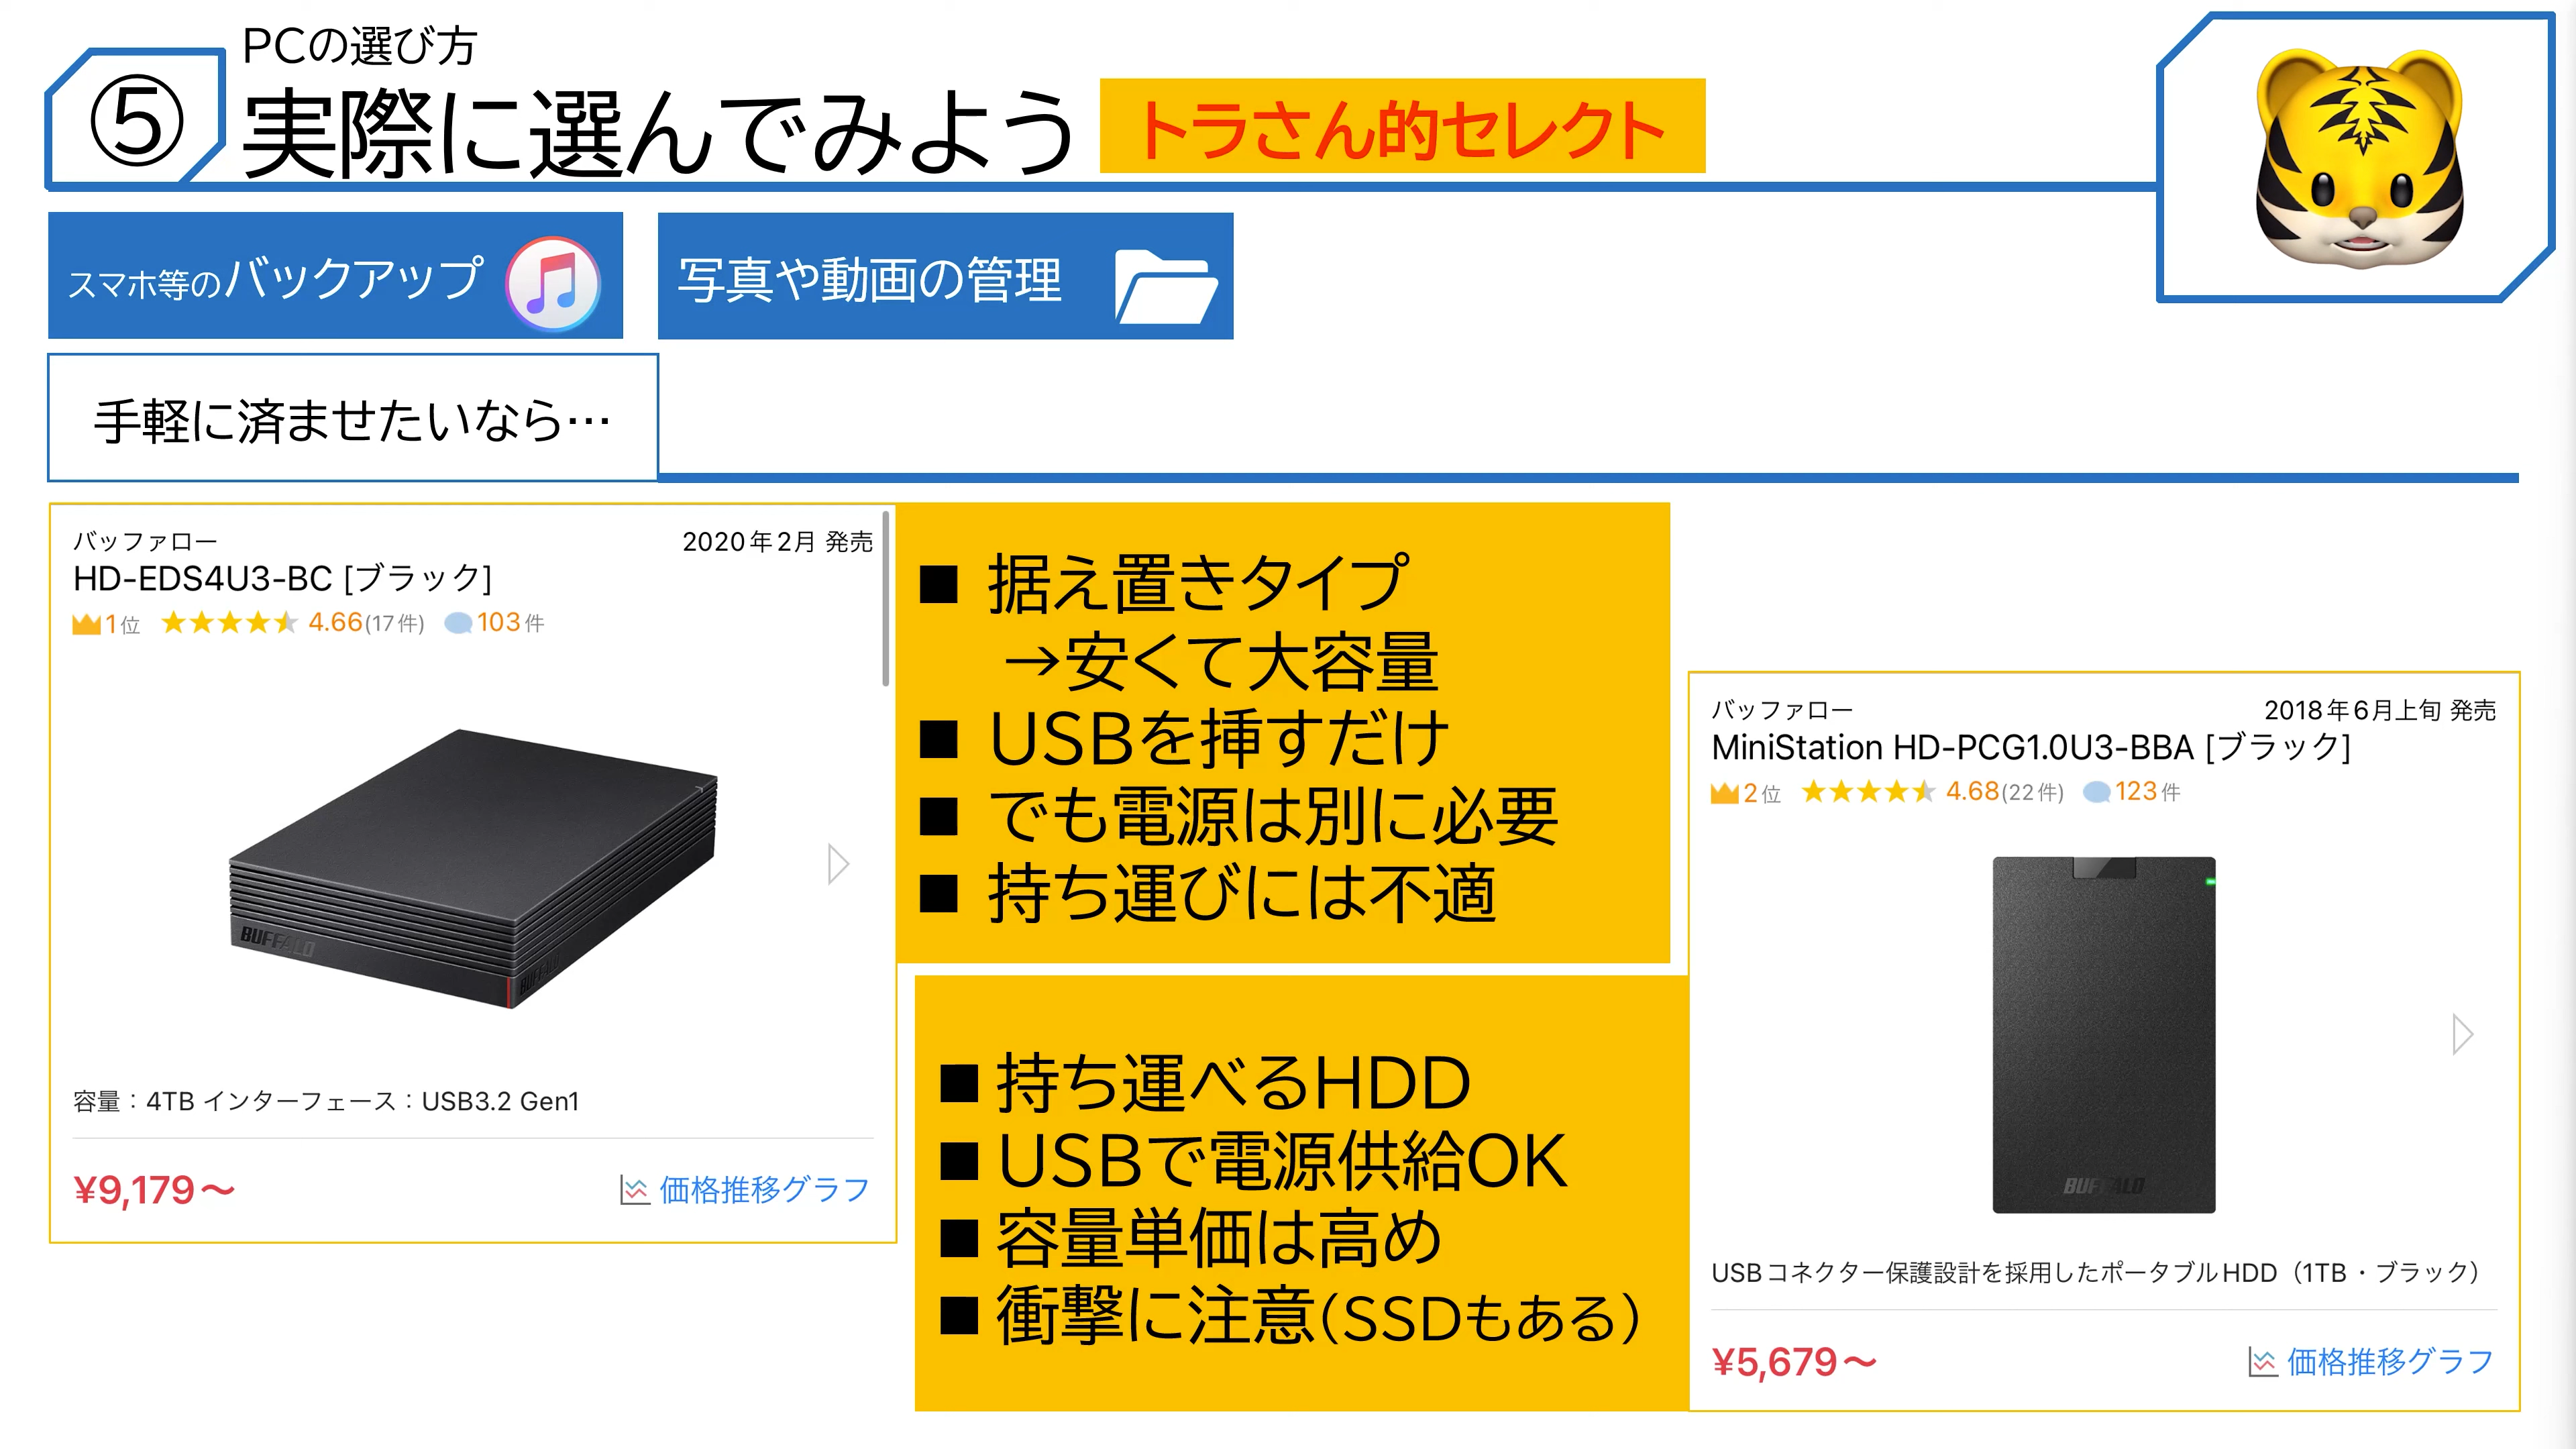 PCの選び方
⑤
実際に選んでみよう
トラさん的セレクト
スマホ等のバックアップ
写真や動画の管理
手軽に済ませたいなら…
バッファロー
2020年2月 発売
HD-EDS4U3-BC [ブラック]
1位 ★★★★ 4.66(17件) 103件
BUFFALO
BUFFALO
容量：4TB インターフェース：USB3.2 Gen1
¥9,179～
価格推移グラフ
■ 据え置きタイプ
→安くて大容量
■ USBを挿すだけ
■ でも電源は別に必要
■ 持ち運びには不適
■ 持ち運べるHDD
■ USBで電源供給OK
■ 容量単価は高め
■ 衝撃に注意(SSDもある)
バッファロー
2018年6月上旬 発売
MiniStation HD-PCG1.0U3-BBA [ブラック]
2位 ★★★★ 4.68(22件) 123件
BUFFALO
USBコネクター保護設計を採用したポータブルHDD（1TB・ブラック）
¥5,679～
価格推移グラフ